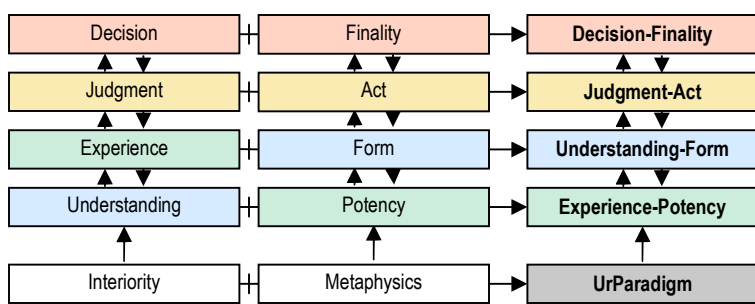 Decision Finality Decision-Finality
Judgment Act Judgment-Act
Experience Form Understanding-Form
Understanding Potency Experience-Potency
Interiority Metaphysics UrParadigm